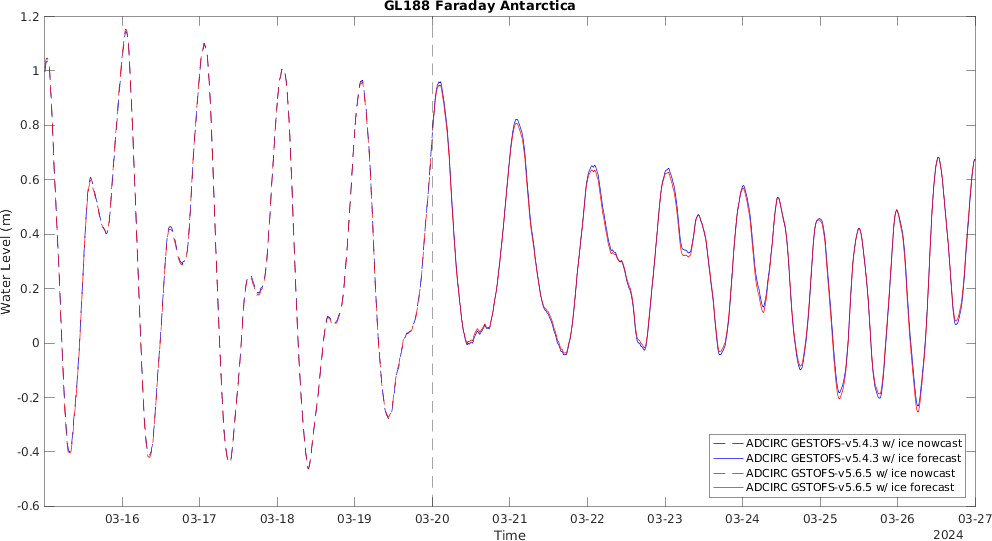 GL188 Faraday Antarctica
1.2
1
0.8
0.6
0.4
0.2
0
-0.2
-0.4
-0.6
Water Level (m)
ADCIRC GESTOFS-v5.4.3 w/ ice nowcast
ADCIRC GESTOFS-v5.4.3 w/ ice forecast
ADCIRC GSTOFS-v5.6.5 w/ ice nowcast
ADCIRC GSTOFS-v5.6.5 w/ ice forecast
03-16 03-17 03-18 03-19 03-20 03-21 03-22 03-23 03-24 03-25 03-26 03-27
Time
2024